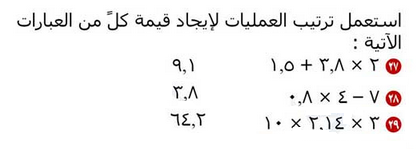 استعمل ترتيب العمليات لإيجاد قيمة كلً من العبارات
الآتية :
٢٧ ٢ × ٣,٨ + ١,٥ ٩,١
٢٨ ٧ – ٤ × ٠,٨ ٣,٨
٢٩ ٣ × ٢,١٤ × ١٠ ٦٤,٢